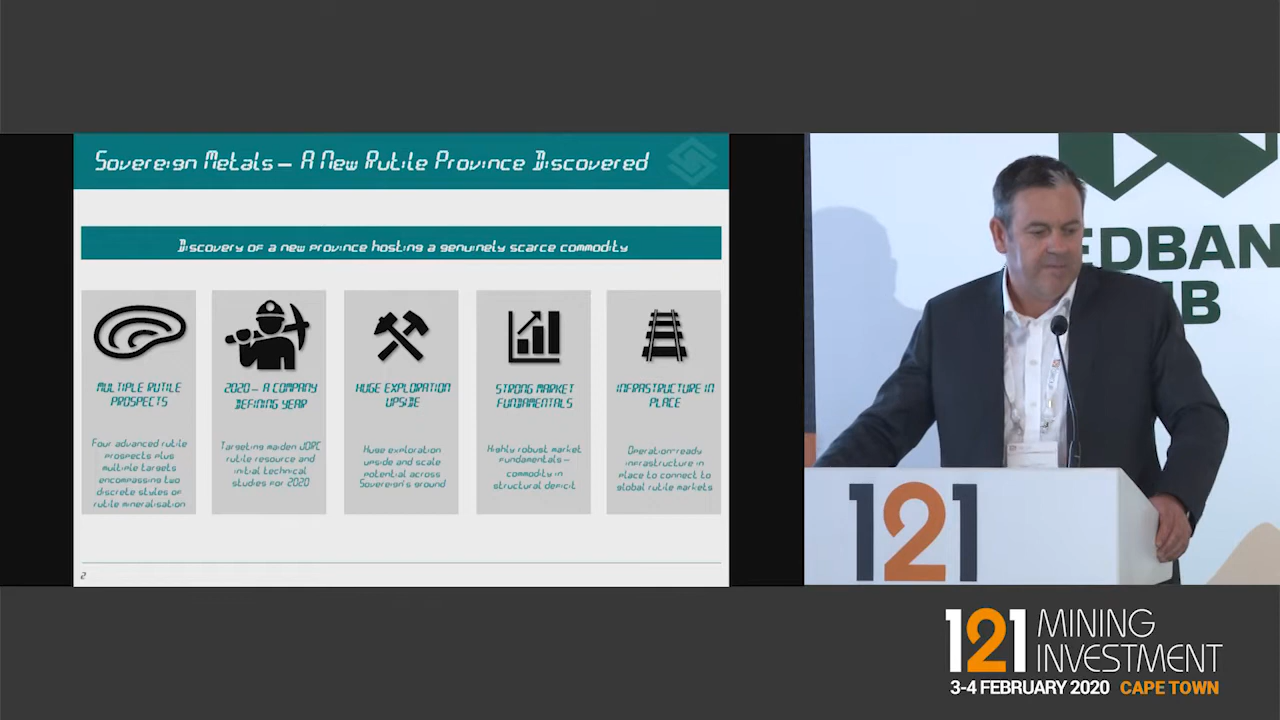 Sovereign Metals – A New Rutile Province Discovered
Discovery of a new province hosting a genuinely scarce commodity
MULTIPLE RUTILE
PROSPECTS
Four advanced rutile
prospects plus
multiple targets
encompassing two
discrete styles of
rutile mineralisation
2020 – A COMPANY
DEFINING YEAR
Targeting maiden JORC
rutile resource and
initial technical
studies for 2020
HUGE EXPLORATION
UPSIDE
Huge exploration
upside and scale
potential across
Sovereign's ground
STRONG MARKET
FUNDAMENTALS
Highly robust market
fundamentals –
commodity in
structural deficit
INFRASTRUCTURE IN
PLACE
Operation-ready
infrastructure in
place to connect to
global rutile markets
2
EDBAN
IB
121
121 MINING
INVESTMENT
3-4 FEBRUARY 2020 CAPE TOWN